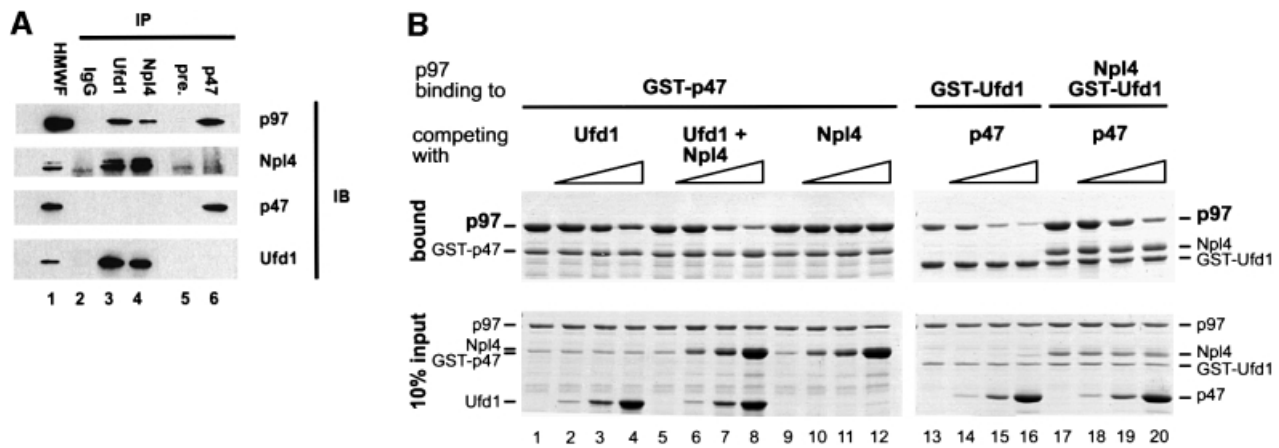 A
IP
HMWF IgG Ufd1 Npl4 pre. p47
p97
Npl4
p47
Ufd1
IB
1 2 3 4 5 6
B
p97
binding to
GST-p47
GST-Ufd1
Npl4
GST-Ufd1
competing
with
Ufd1
Ufd1 +
Npl4
Npl4
p47
p47
bound
p97
GST-p47
p97
Npl4
GST-Ufd1
10% input
p97
Npl4
GST-p47
Ufd1
p97
Npl4
GST-Ufd1
p47
1 2 3 4 5 6 7 8 9 10 11 12 13 14 15 16 17 18 19 20